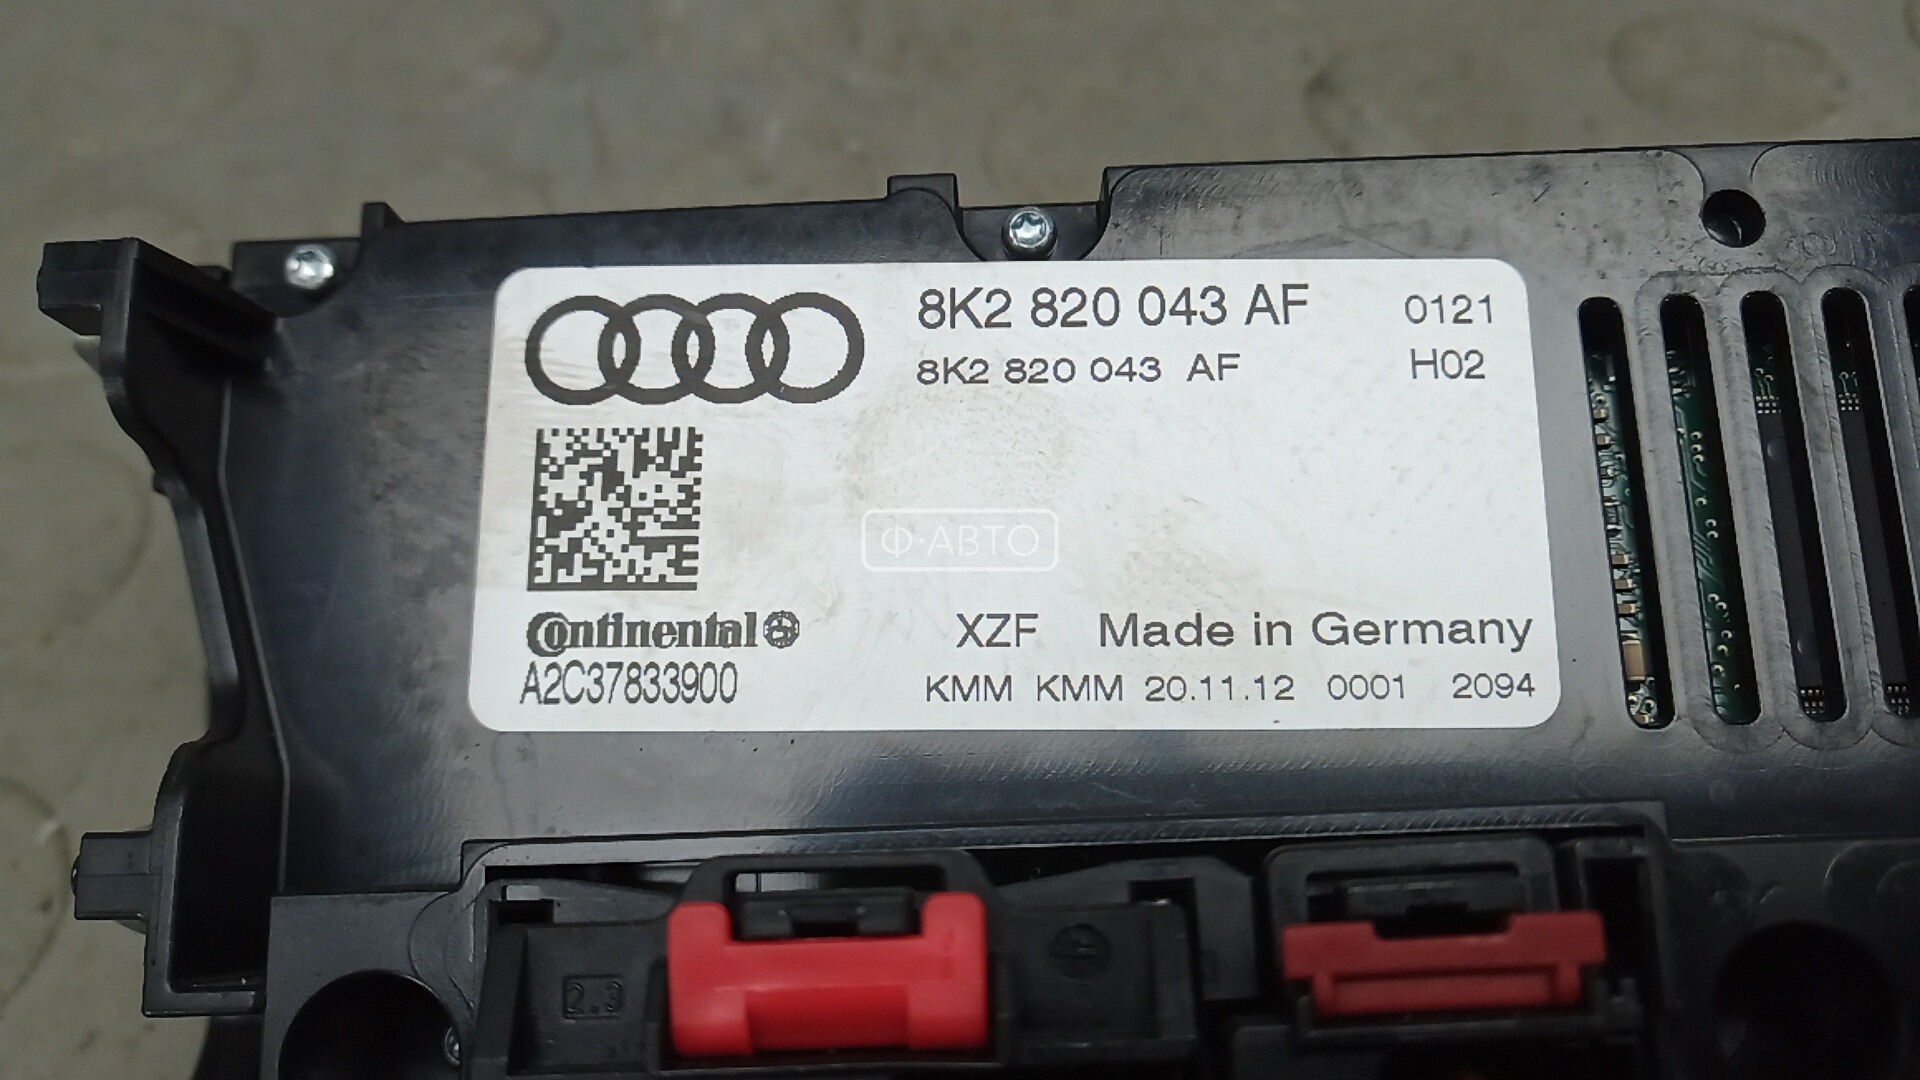 8K2 820 043 AF 0121
8K2 820 043 AF H02
Ф·АВТО
Continental XZF Made in Germany
A2C37833900 KMM KMM 20.11.12 0001 2094
2.3